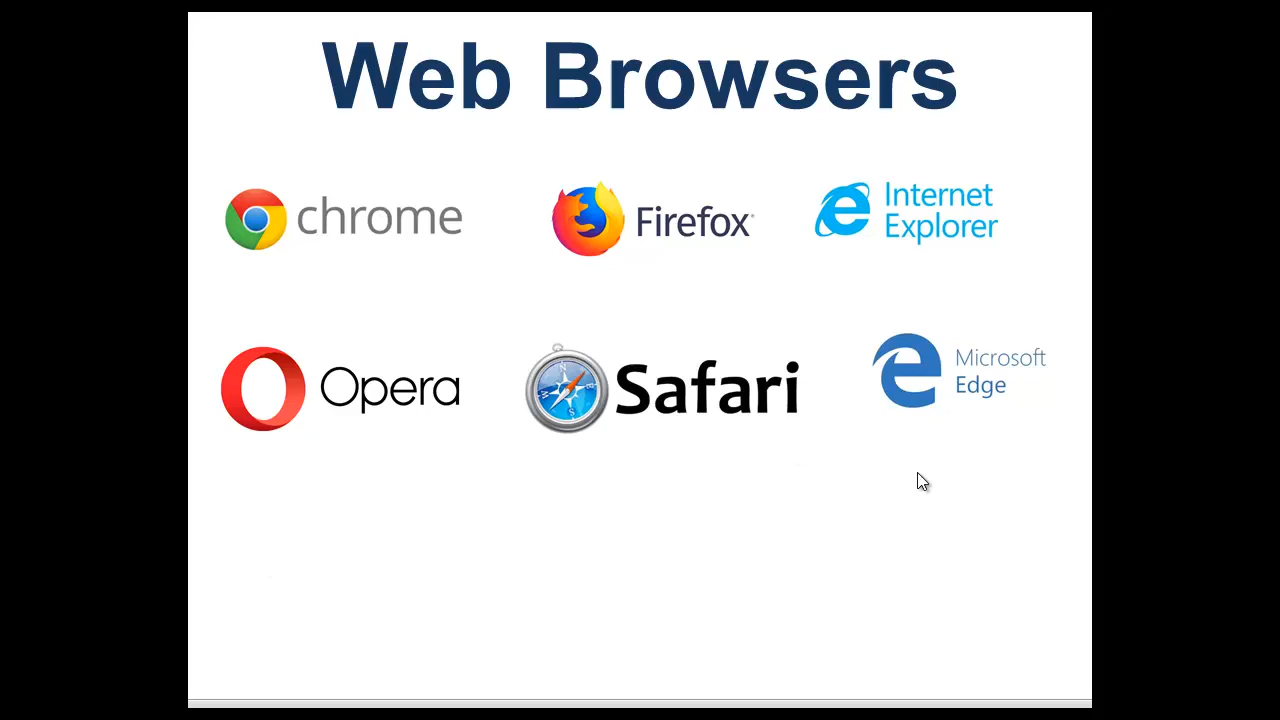 Web Browsers
chrome
Firefox
Internet
Explorer
Opera
Safari
Microsoft
Edge